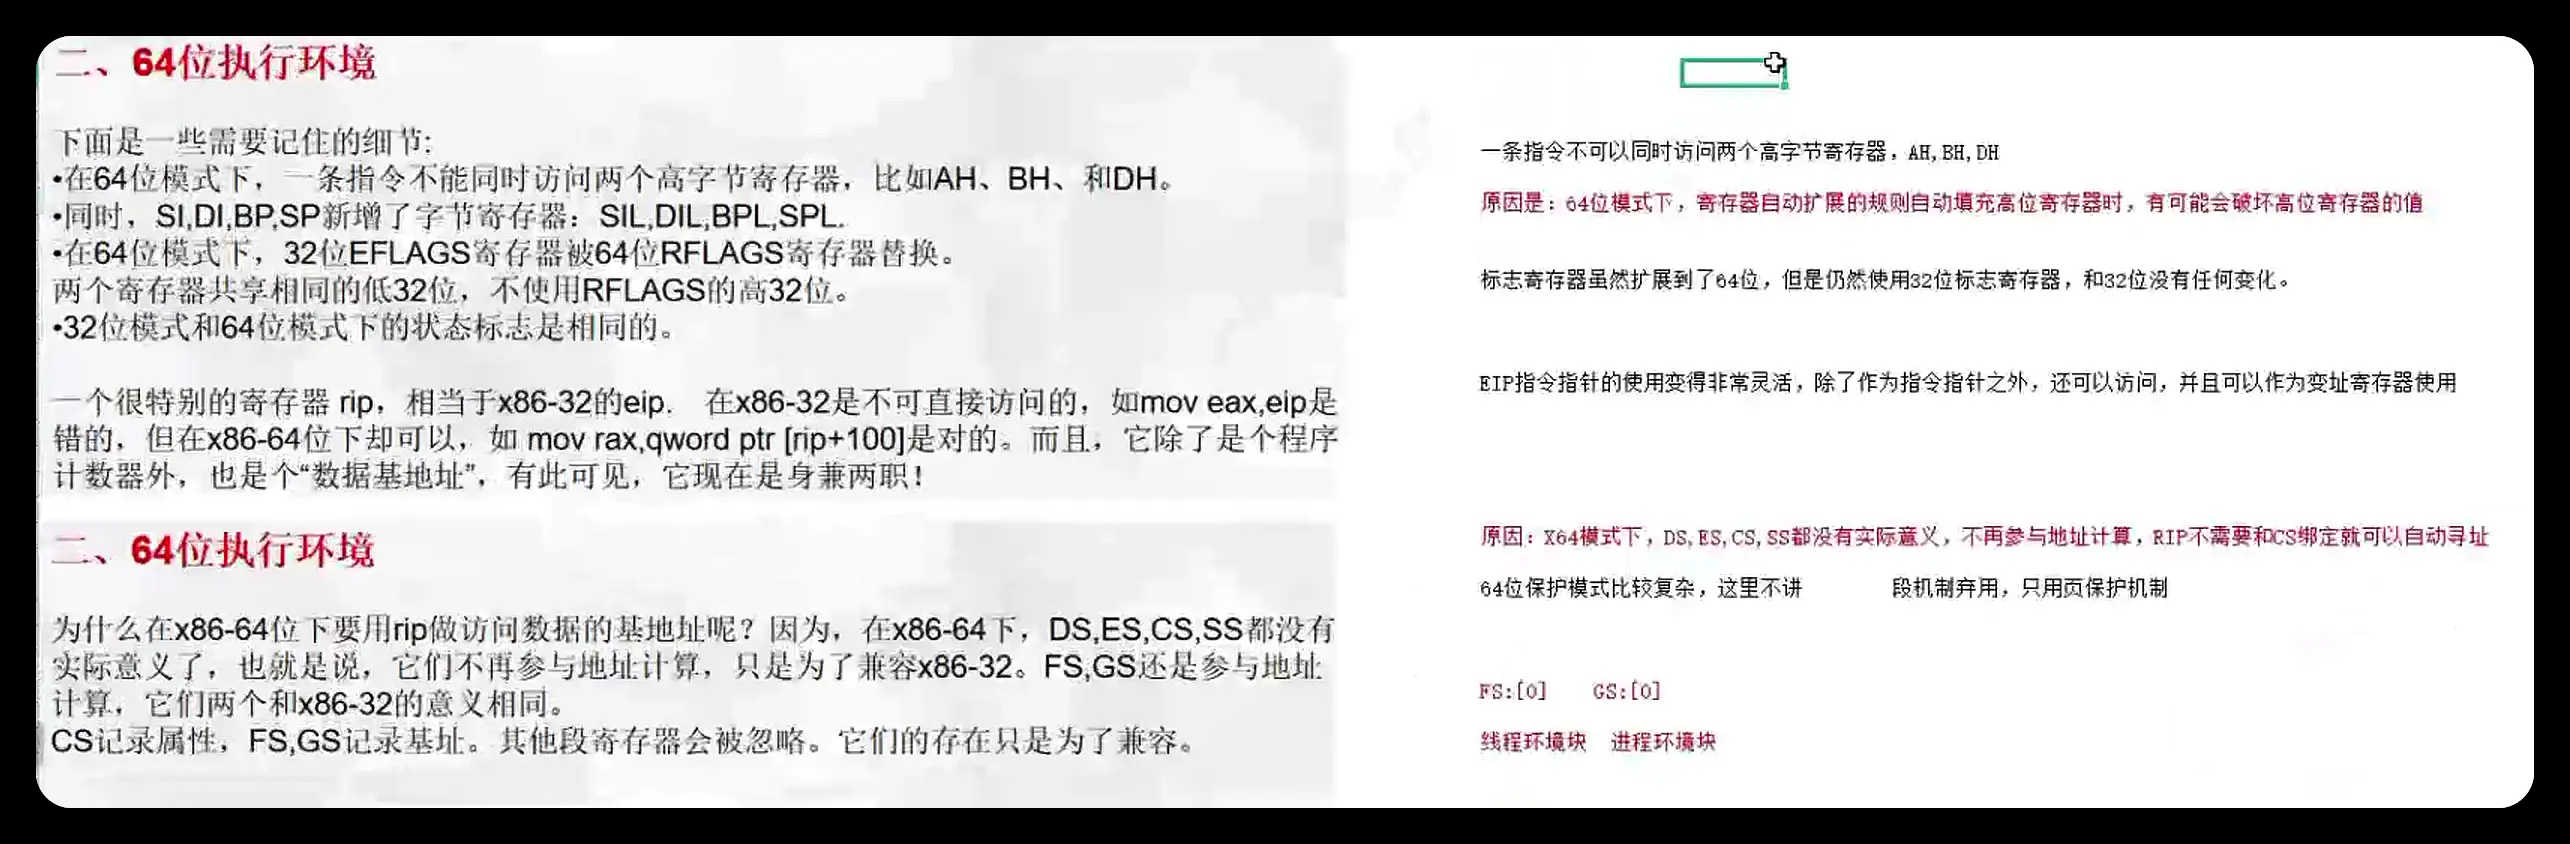 二、64位执行环境
下面是一些需要记住的细节:
•在64位模式下，一条指令不能同时访问两个高字节寄存器，比如AH、BH、和DH。
•同时，SI,DI,BP,SP新增了字节寄存器：SIL,DIL,BPL,SPL.
•在64位模式下，32位EFLAGS寄存器被64位RFLAGS寄存器替换。
两个寄存器共享相同的低32位，不使用RFLAGS的高32位。
•32位模式和64位模式下的状态标志是相同的。
一个很特别的寄存器 rip，相当于x86-32的eip. 在x86-32是不可直接访问的，如mov eax,eip是
错的，但在x86-64位下却可以，如 mov rax,qword ptr [rip+100]是对的。而且，它除了是个程序
计数器外，也是个“数据基地址”，有此可见，它现在是身兼两职！
二、64位执行环境
为什么在x86-64位下要用rip做访问数据的基地址呢？因为，在x86-64下，DS,ES,CS,SS都没有
实际意义了，也就是说，它们不再参与地址计算，只是为了兼容x86-32。FS,GS还是参与地址
计算，它们两个和x86-32的意义相同。
CS记录属性，FS,GS记录基址。其他段寄存器会被忽略。它们的存在只是为了兼容。
一条指令不可以同时访问两个高字节寄存器，AH,BH,DH
原因是：64位模式下，寄存器自动扩展的规则自动填充高位寄存器时，有可能会破坏高位寄存器的值
标志寄存器虽然扩展到了64位，但是仍然使用32位标志寄存器，和32位没有任何变化。
EIP指令指针的使用变得非常灵活，除了作为指令指针之外，还可以访问，并且可以作为变址寄存器使用
原因：X64模式下，DS,ES,CS,SS都没有实际意义，不再参与地址计算，RIP不需要和CS绑定就可以自动寻址
64位保护模式比较复杂，这里不讲 段机制弃用，只用页保护机制
FS:[0] GS:[0]
线程环境块 进程环境块